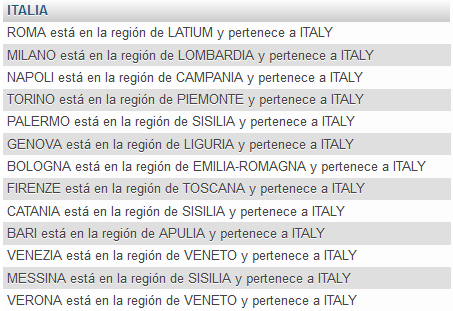 ITALIA
ROMA está en la región de LATIUM y pertenece a ITALY
MILANO está en la región de LOMBARDIA y pertenece a ITALY
NAPOLI está en la región de CAMPANIA y pertenece a ITALY
TORINO está en la región de PIEMONTE y pertenece a ITALY
PALERMO está en la región de SISILIA y pertenece a ITALY
GENOVA está en la región de LIGURIA y pertenece a ITALY
BOLOGNA está en la región de EMILIA-ROMAGNA y pertenece a ITALY
FIRENZE está en la región de TOSCANA y pertenece a ITALY
CATANIA está en la región de SISILIA y pertenece a ITALY
BARI está en la región de APULIA y pertenece a ITALY
VENEZIA está en la región de VENETO y pertenece a ITALY
MESSINA está en la región de SISILIA y pertenece a ITALY
VERONA está en la región de VENETO y pertenece a ITALY